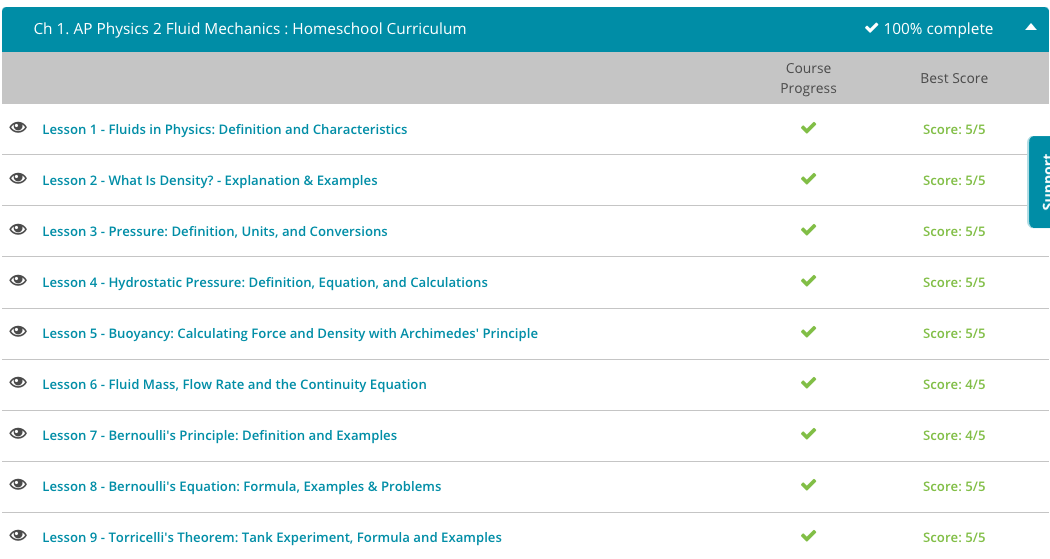 Ch 1. AP Physics 2 Fluid Mechanics : Homeschool Curriculum 100% complete
Course Progress Best Score
Lesson 1 - Fluids in Physics: Definition and Characteristics Score: 5/5
Lesson 2 - What Is Density? - Explanation & Examples Score: 5/5
Support
Lesson 3 - Pressure: Definition, Units, and Conversions Score: 5/5
Lesson 4 - Hydrostatic Pressure: Definition, Equation, and Calculations Score: 5/5
Lesson 5 - Buoyancy: Calculating Force and Density with Archimedes' Principle Score: 5/5
Lesson 6 - Fluid Mass, Flow Rate and the Continuity Equation Score: 4/5
Lesson 7 - Bernoulli's Principle: Definition and Examples Score: 4/5
Lesson 8 - Bernoulli's Equation: Formula, Examples & Problems Score: 5/5
Lesson 9 - Torricelli's Theorem: Tank Experiment, Formula and Examples Score: 5/5